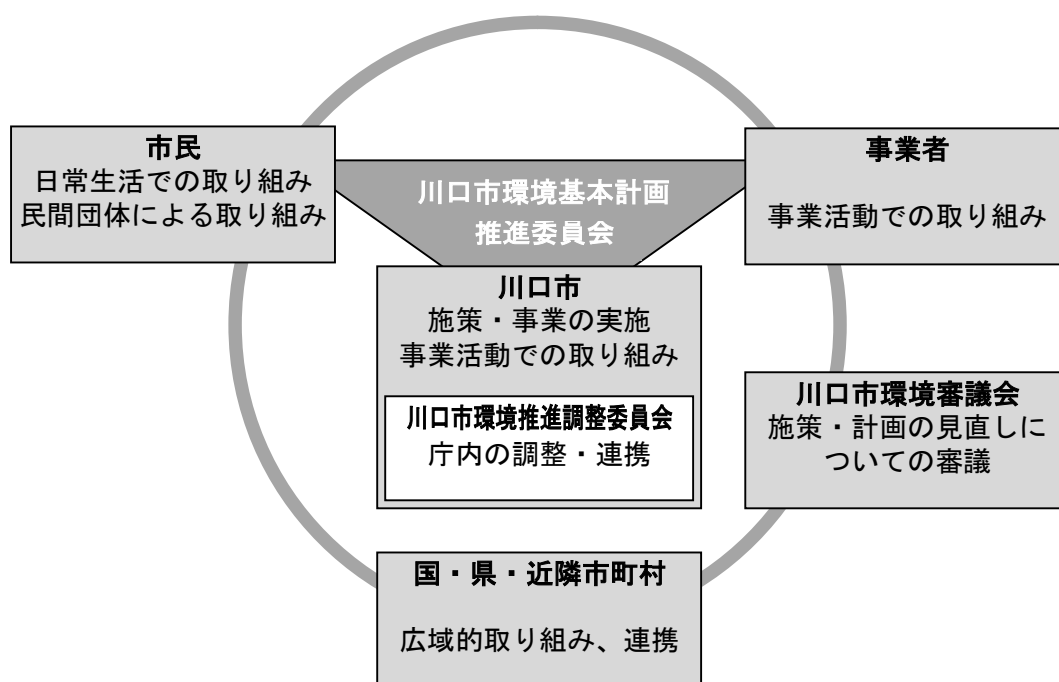 市民
日常生活での取り組み
民間団体による取り組み
川口市環境基本計画
推進委員会
事業者
事業活動での取り組み
川口市
施策・事業の実施
事業活動での取り組み
川口市環境推進調整委員会
庁内の調整・連携
川口市環境審議会
施策・計画の見直しに
ついての審議
国・県・近隣市町村
広域的取り組み、連携